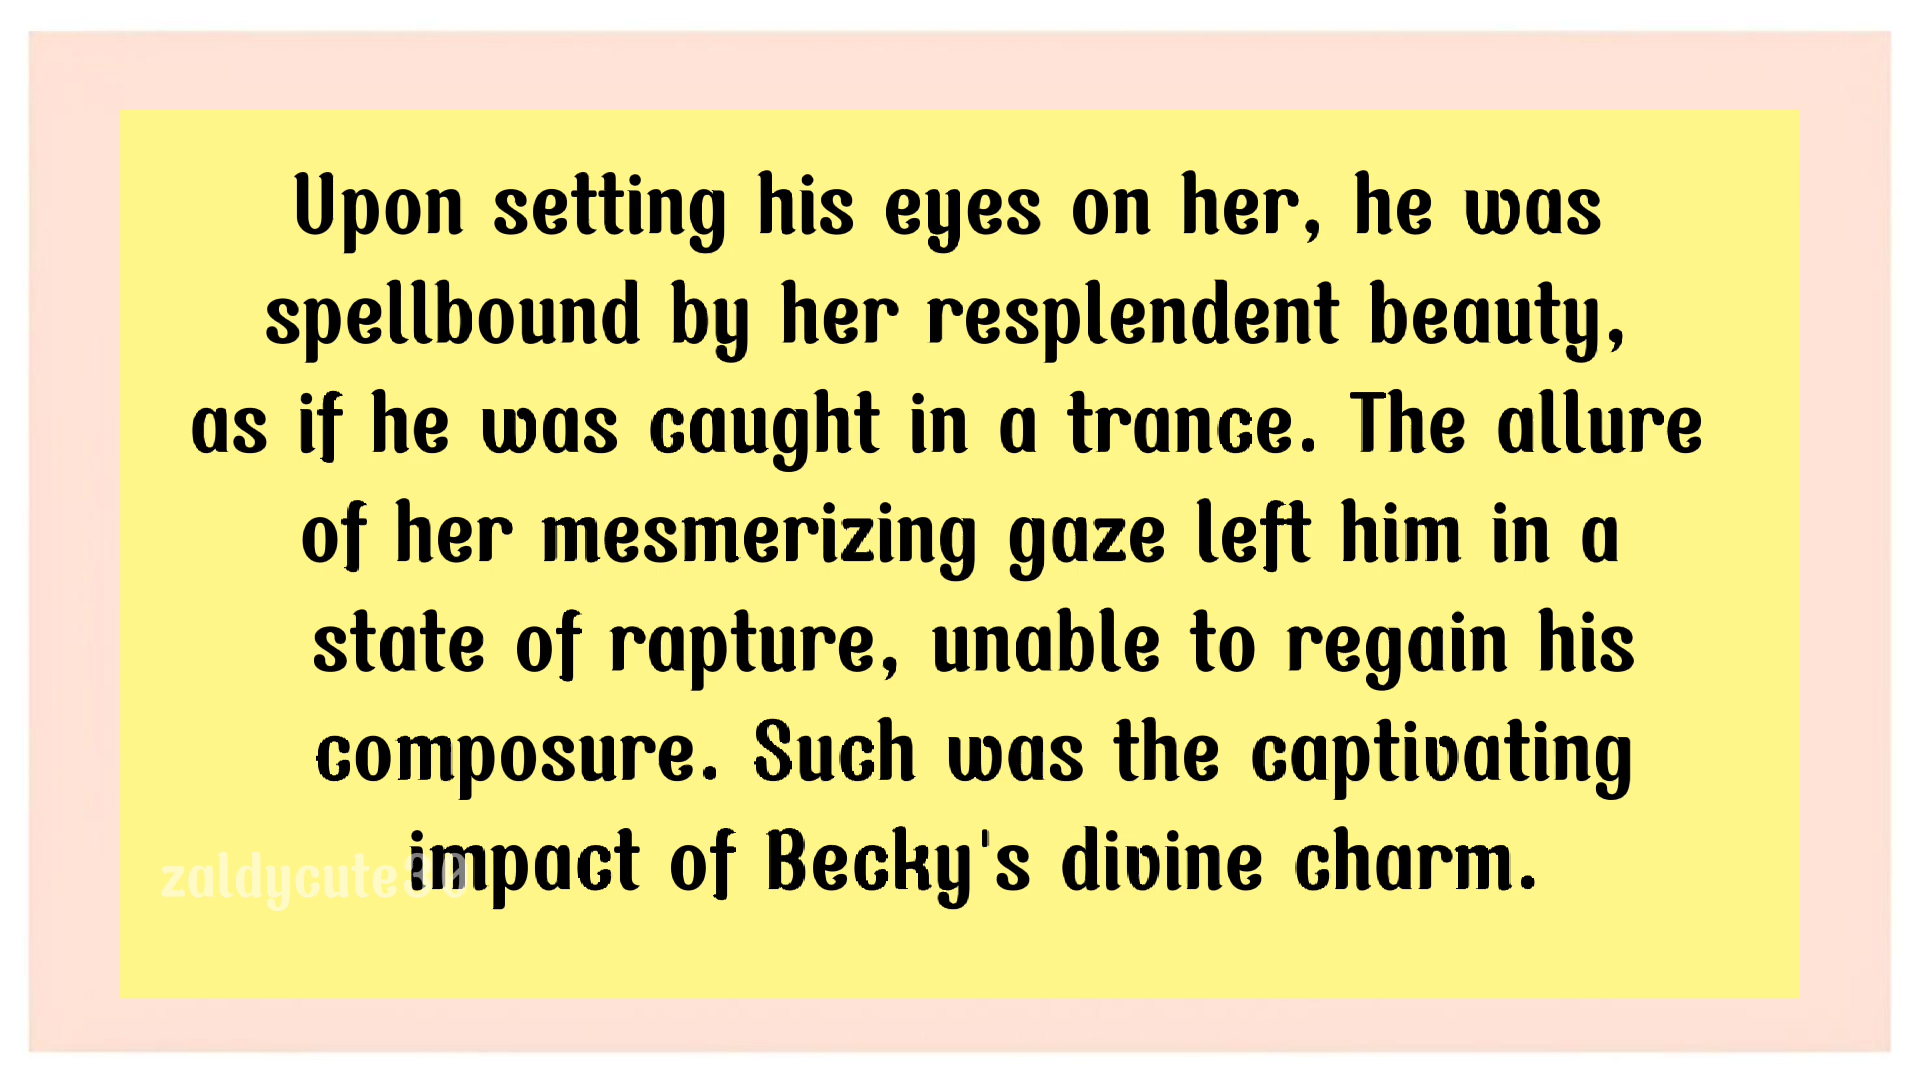 Upon setting his eyes on her, he was
spellbound by her resplendent beauty,
as if he was caught in a trance. The allure
of her mesmerizing gaze left him in a
state of rapture, unable to regain his
composure. Such was the captivating
impact of Becky's divine charm.
zaldycute30